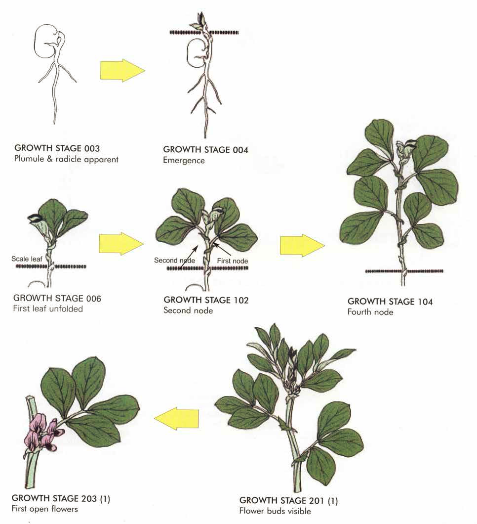 GROWTH STAGE 003
Plumule & radicle apparent
GROWTH STAGE 004
Emergence
Scale leaf
GROWTH STAGE 006
First leaf unfolded
Second node
First node
GROWTH STAGE 102
Second node
GROWTH STAGE 104
Fourth node
GROWTH STAGE 203 (1)
First open flowers
GROWTH STAGE 201 (1)
Flower buds visible